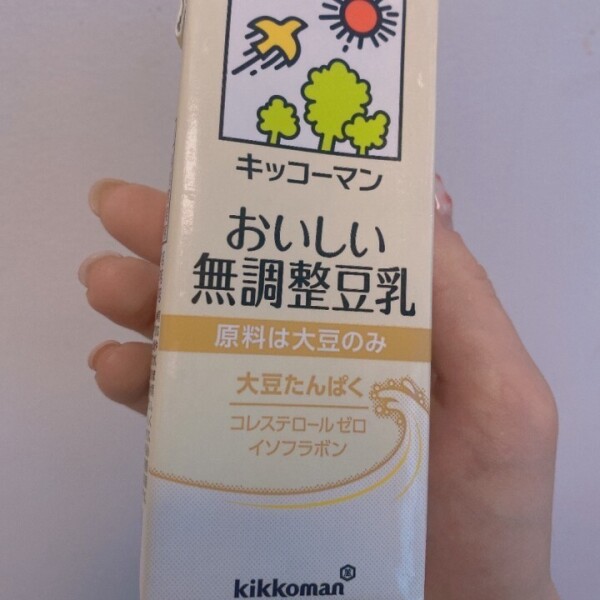 キッコーマン
おいしい
無調整豆乳
原料は大豆のみ
大豆たんぱく
コレステロール ゼロ
イソフラボン
kikkoman